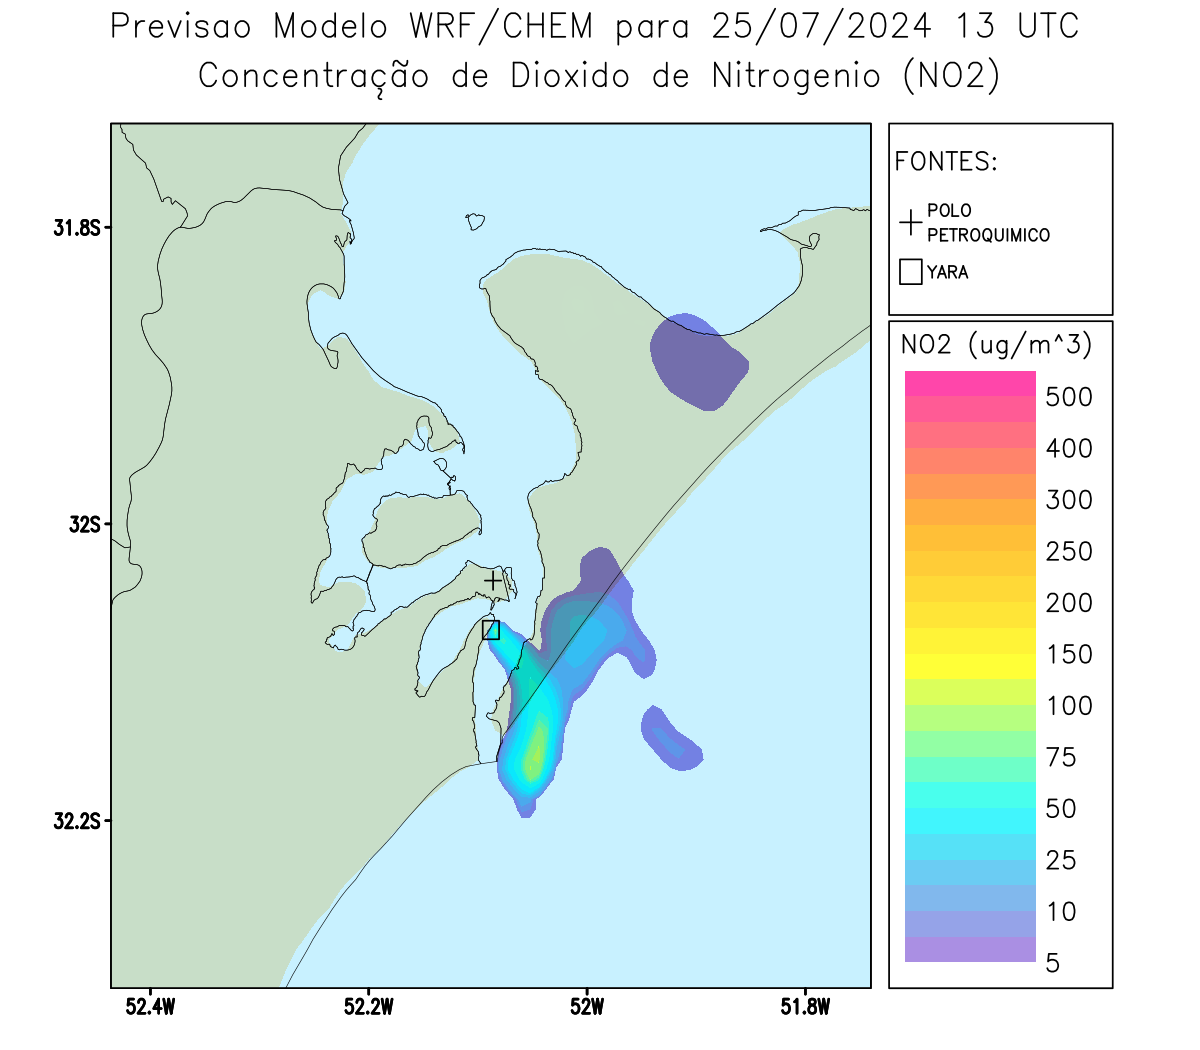 Previsao Modelo WRF/CHEM para 25/07/2024 13 UTC
Concentração de Dioxido de Nitrogenio (NO2)
FONTES:
POLO
PETROQUIMICO
YARA
NO2 (ug/m^3)
500
400
300
250
200
150
100
75
50
25
10
5
31.8S
32S
32.2S
52.4W
52.2W
52W
51.8W